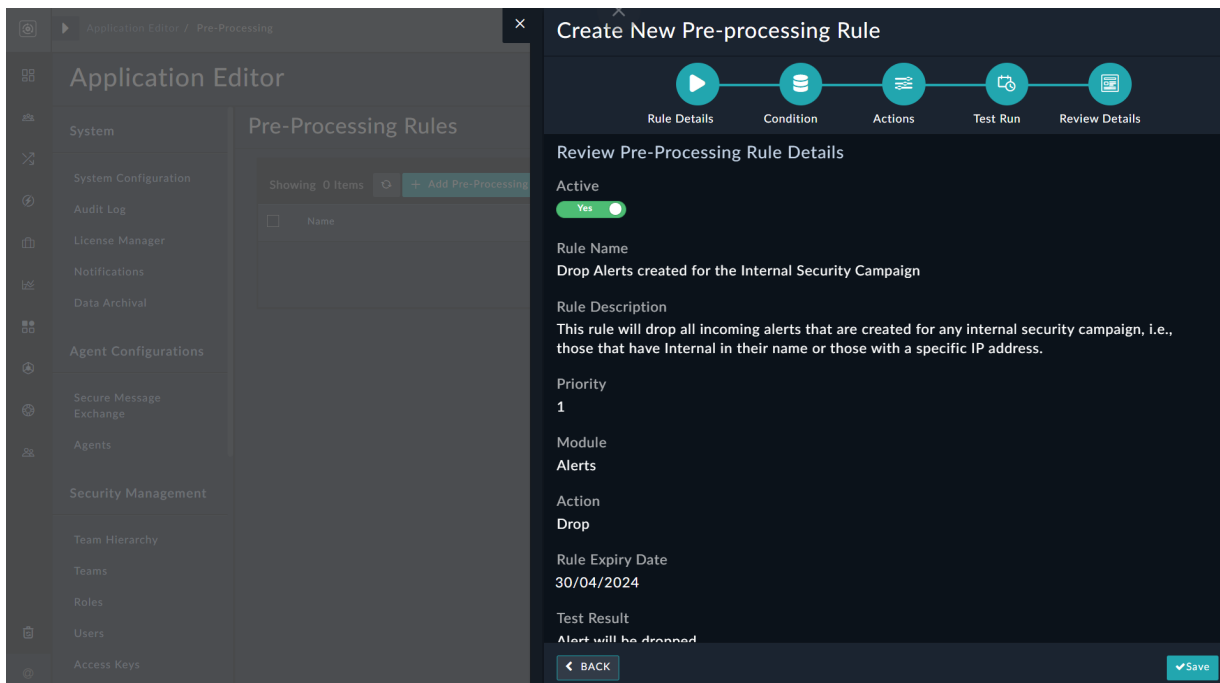 Application Editor / Pre-Processing
Application Editor
System
System Configuration
Audit Log
License Manager
Notifications
Data Archival
Agent Configurations
Secure Message
Exchange
Agents
Security Management
Team Hierarchy
Teams
Roles
Users
Access Keys
Pre-Processing Rules
Showing 0 Items
+ Add Pre-Processing
Name
Create New Pre-processing Rule
Rule Details
Condition
Actions
Test Run
Review Details
Review Pre-Processing Rule Details
Active
Yes
Rule Name
Drop Alerts created for the Internal Security Campaign
Rule Description
This rule will drop all incoming alerts that are created for any internal security campaign, i.e.,
those that have Internal in their name or those with a specific IP address.
Priority
1
Module
Alerts
Action
Drop
Rule Expiry Date
30/04/2024
Test Result
Alert will be dropped
BACK
Save